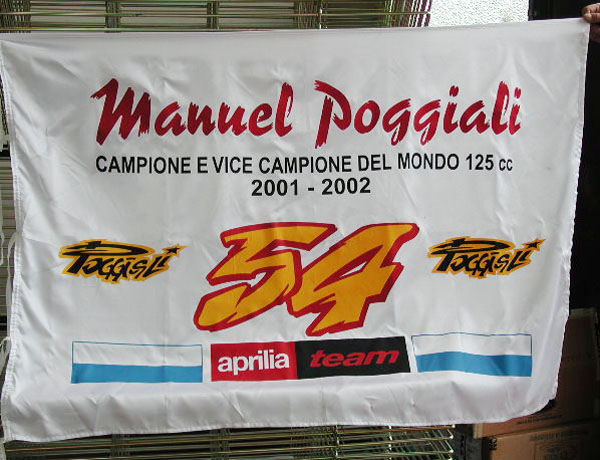 Manuel Poggiali
CAMPIONE E VICE CAMPIONE DEL MONDO 125 cc
2001 - 2002
Poggiali 54 Poggiali
aprilia team